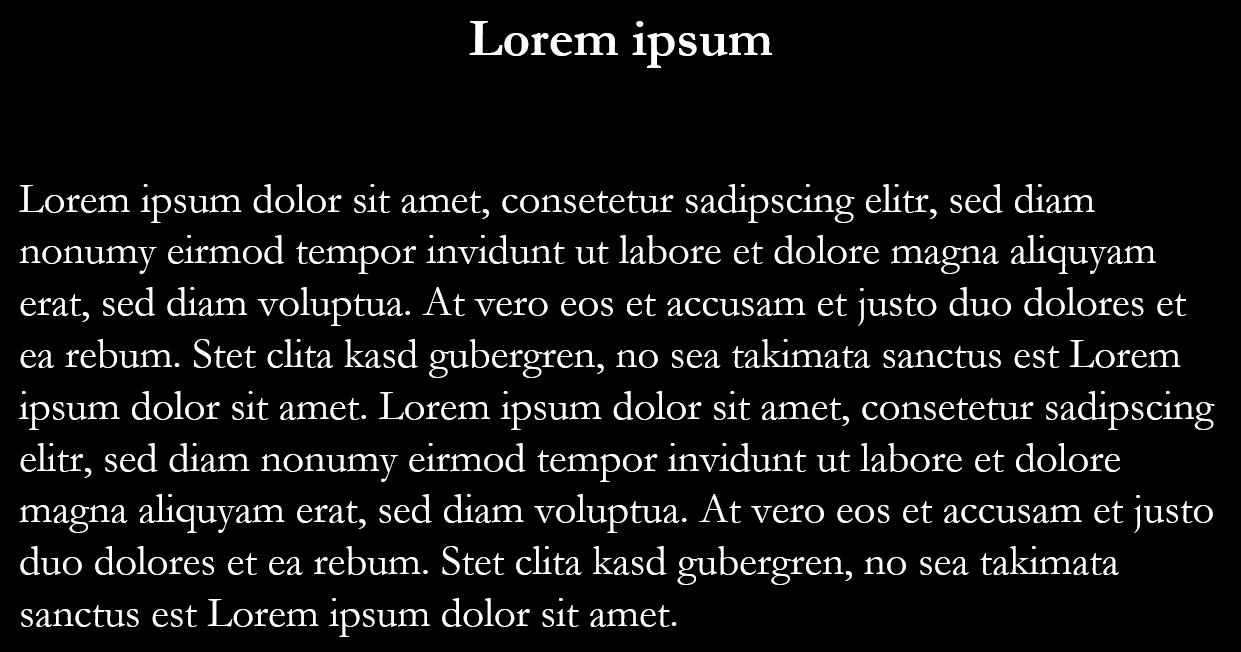 Lorem ipsum
Lorem ipsum dolor sit amet, consetetur sadipscing elitr, sed diam
nonumy eirmod tempor invidunt ut labore et dolore magna aliquyam
erat, sed diam voluptua. At vero eos et accusam et justo duo dolores et
ea rebum. Stet clita kasd gubergren, no sea takimata sanctus est Lorem
ipsum dolor sit amet. Lorem ipsum dolor sit amet, consetetur sadipscing
elitr, sed diam nonumy eirmod tempor invidunt ut labore et dolore
magna aliquyam erat, sed diam voluptua. At vero eos et accusam et justo
duo dolores et ea rebum. Stet clita kasd gubergren, no sea takimata
sanctus est Lorem ipsum dolor sit amet.